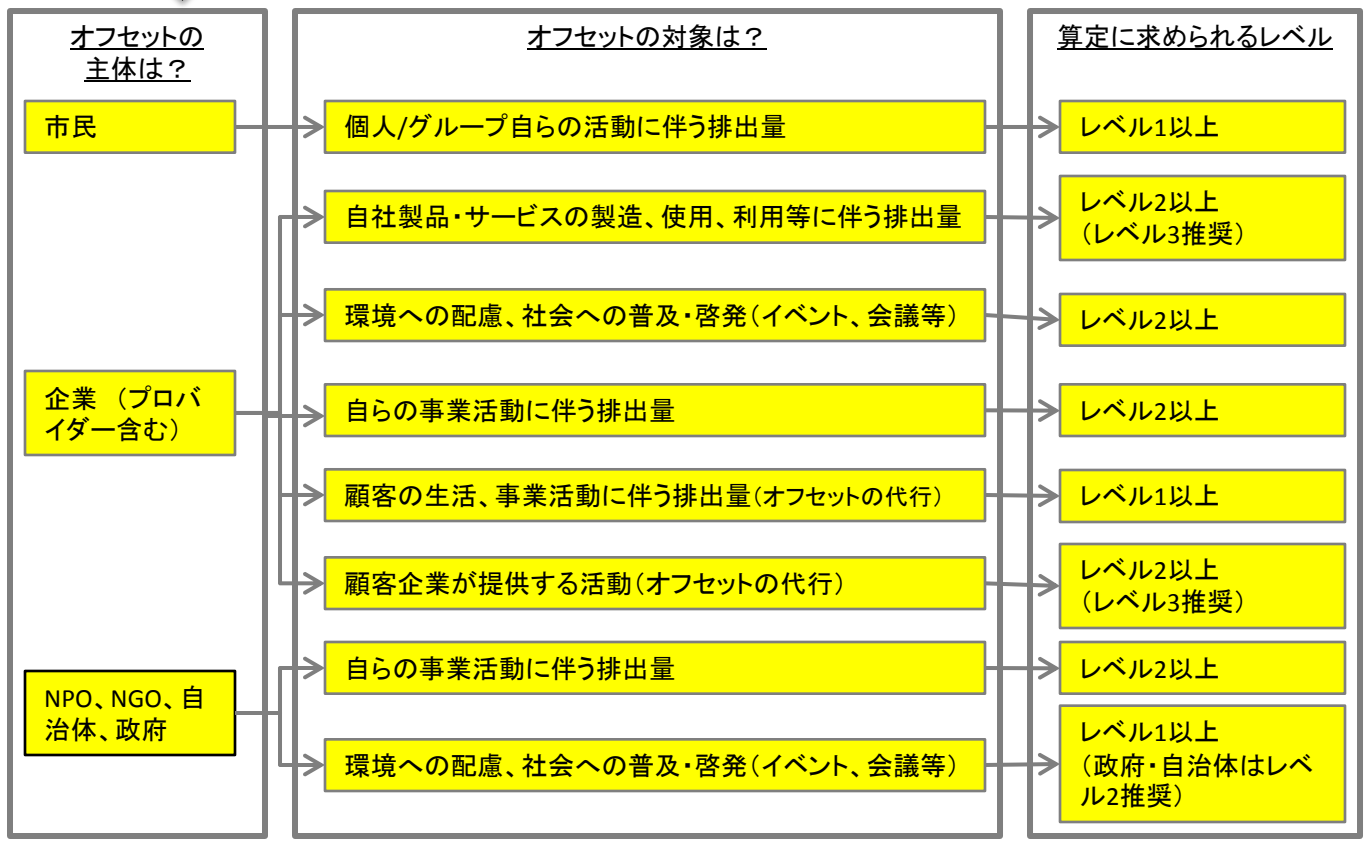 オフセットの
主体は？
オフセットの対象は？
算定に求められるレベル
市民
個人/グループ自らの活動に伴う排出量
レベル1以上
自社製品・サービスの製造、使用、利用等に伴う排出量
レベル2以上
（レベル3推奨）
環境への配慮、社会への普及・啓発（イベント、会議等）
レベル2以上
企業　（プロバ
イダー含む）
自らの事業活動に伴う排出量
レベル2以上
顧客の生活、事業活動に伴う排出量（オフセットの代行）
レベル1以上
顧客企業が提供する活動（オフセットの代行）
レベル2以上
（レベル3推奨）
NPO、NGO、自
治体、政府
自らの事業活動に伴う排出量
レベル2以上
環境への配慮、社会への普及・啓発（イベント、会議等）
レベル1以上
（政府・自治体はレベ
ル2推奨）